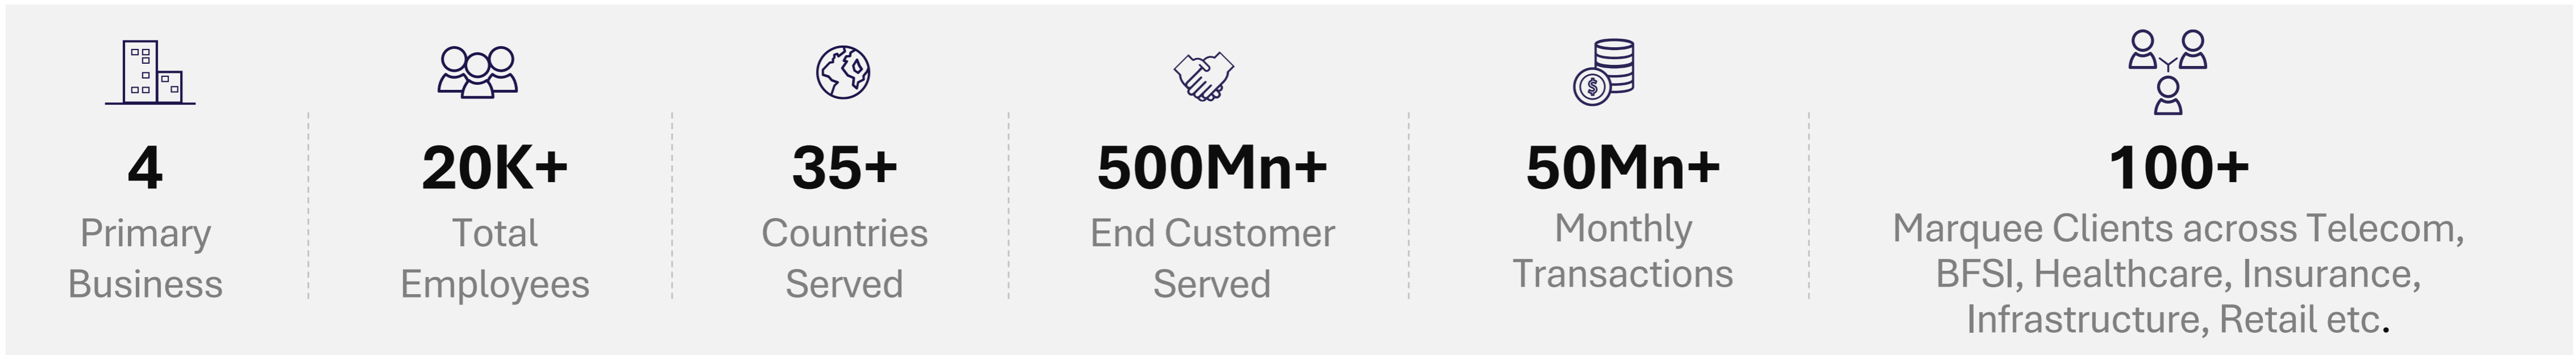 4
Primary
Business
20K+
Total
Employees
35+
Countries
Served
500Mn+
End Customer
Served
$
50Mn+
Monthly
Transactions
100+
Marquee Clients across Telecom,
BFSI, Healthcare, Insurance,
Infrastructure, Retail etc.